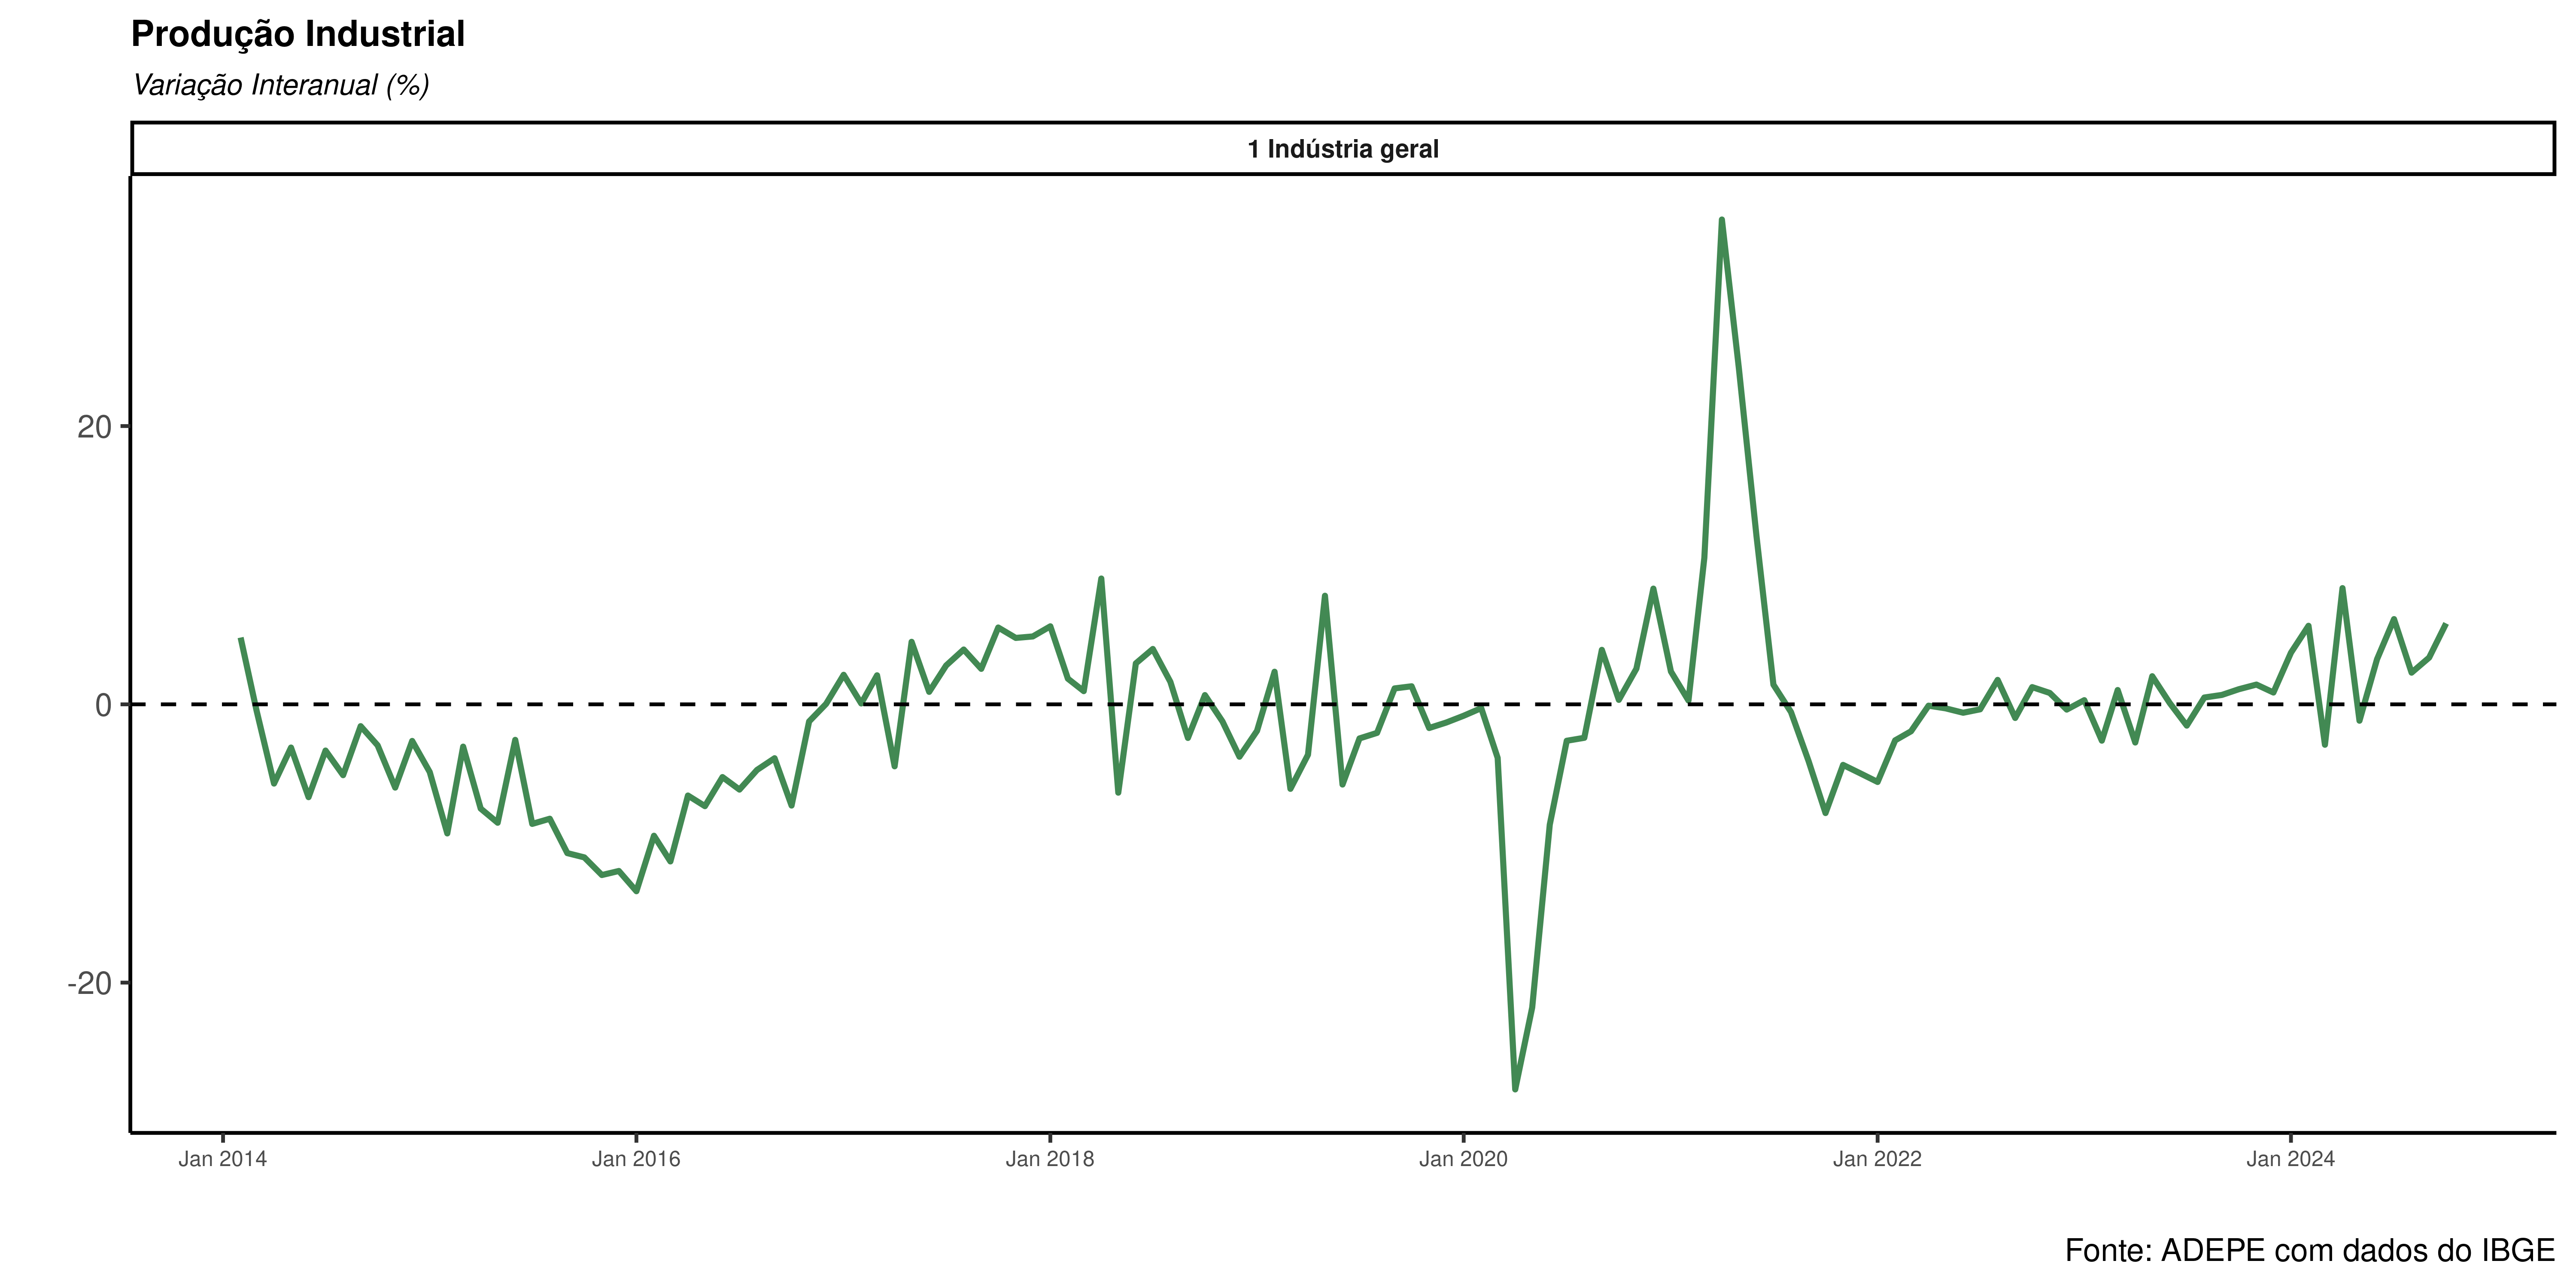 Produção Industrial
Variação Interanual (%)
1 Indústria geral
20
0
-20
Jan 2014
Jan 2016
Jan 2018
Jan 2020
Jan 2022
Jan 2024
Fonte: ADEPE com dados do IBGE